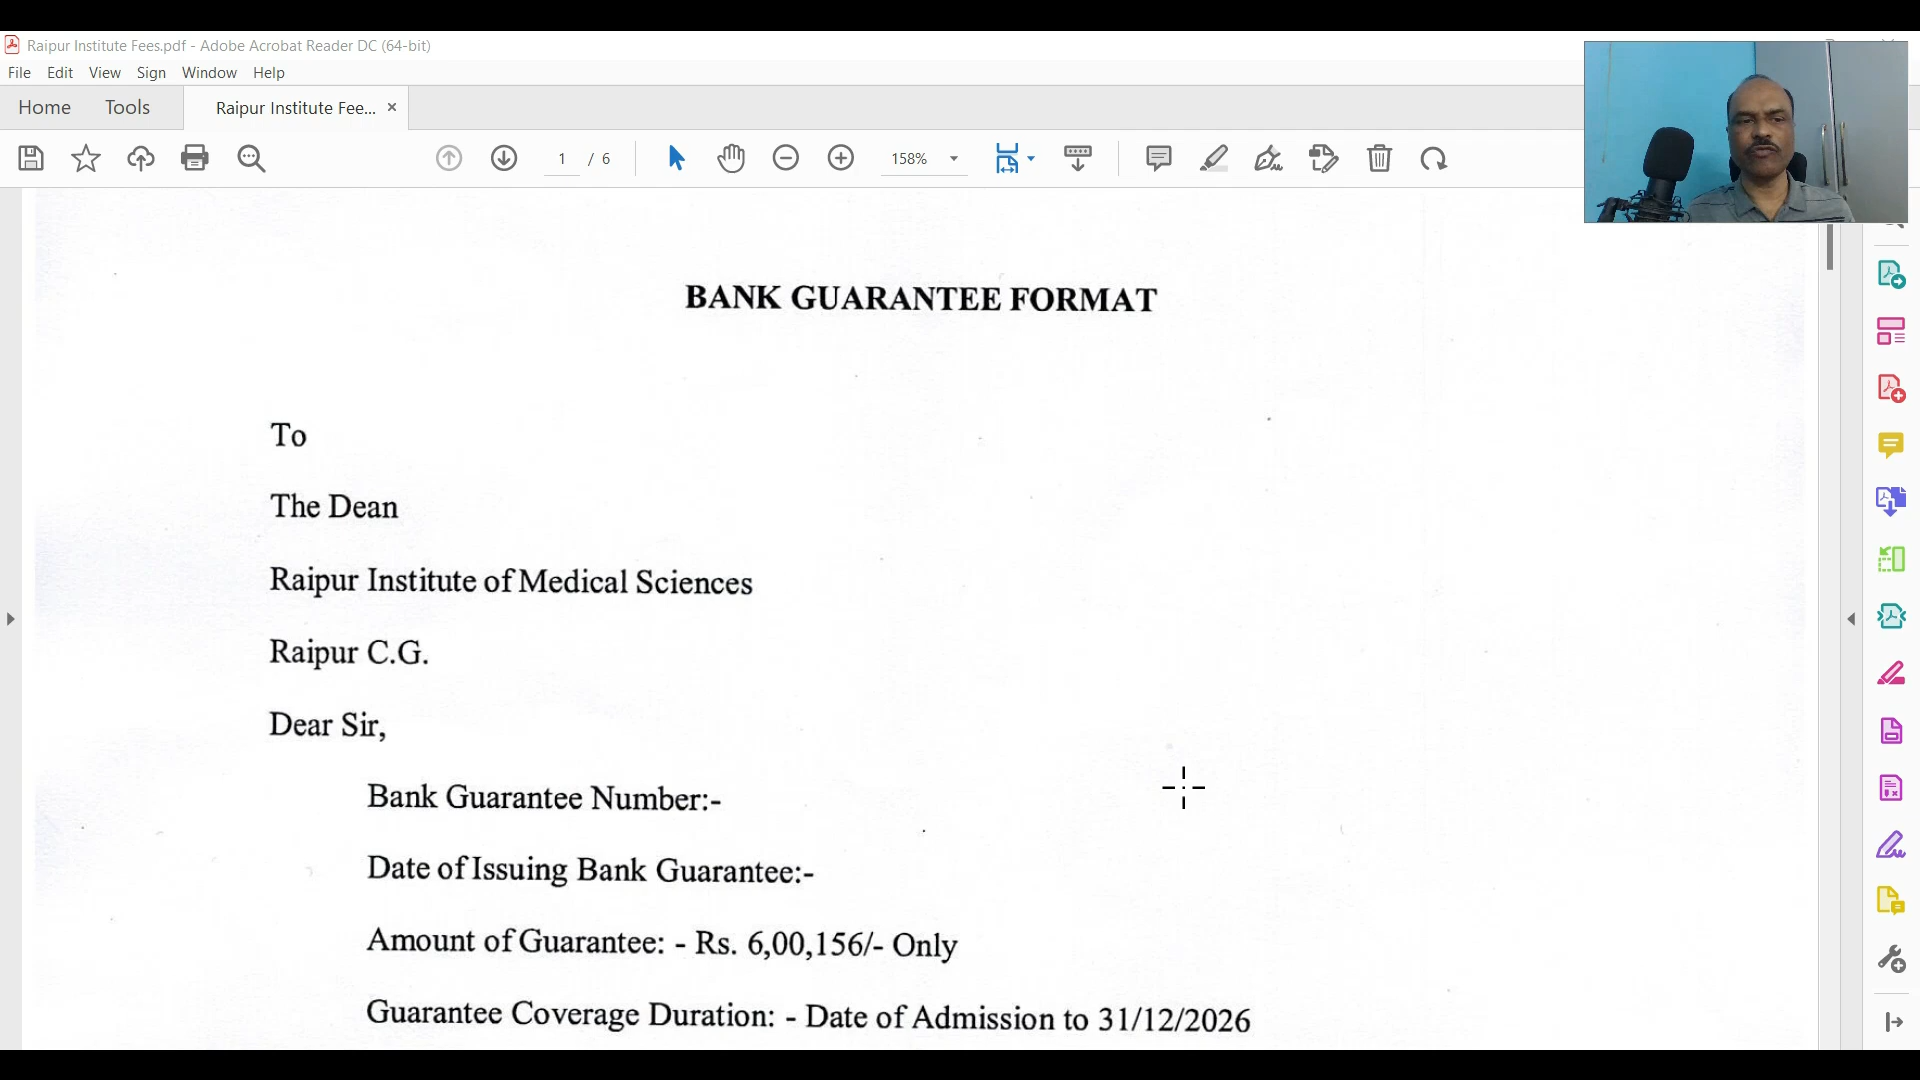 Raipur Institute Fees.pdf - Adobe Acrobat Reader DC (64-bit)
File Edit View Sign Window Help
Home Tools Raipur Institute Fee... ×
1 / 6 158%
BANK GUARANTEE FORMAT
To
The Dean
Raipur Institute of Medical Sciences
Raipur C.G.
Dear Sir,
Bank Guarantee Number:-
Date of Issuing Bank Guarantee:-
Amount of Guarantee: - Rs. 6,00,156/- Only
Guarantee Coverage Duration: - Date of Admission to 31/12/2026